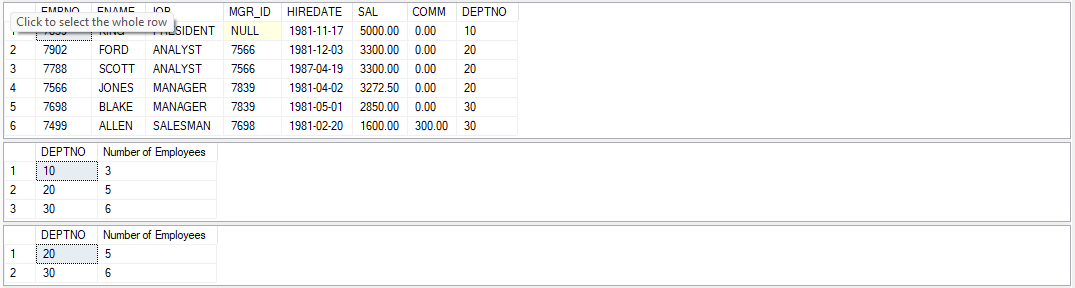 EMPNO ENAME JOB MGR_ID HIREDATE SAL COMM DEPTNO
Click to select the whole row
1 7839 KING PRESIDENT NULL 1981-11-17 5000.00 0.00 10
2 7902 FORD ANALYST 7566 1981-12-03 3300.00 0.00 20
3 7788 SCOTT ANALYST 7566 1987-04-19 3300.00 0.00 20
4 7566 JONES MANAGER 7839 1981-04-02 3272.50 0.00 20
5 7698 BLAKE MANAGER 7839 1981-05-01 2850.00 0.00 30
6 7499 ALLEN SALESMAN 7698 1981-02-20 1600.00 300.00 30
DEPTNO Number of Employees
1 10 3
2 20 5
3 30 6
DEPTNO Number of Employees
1 20 5
2 30 6